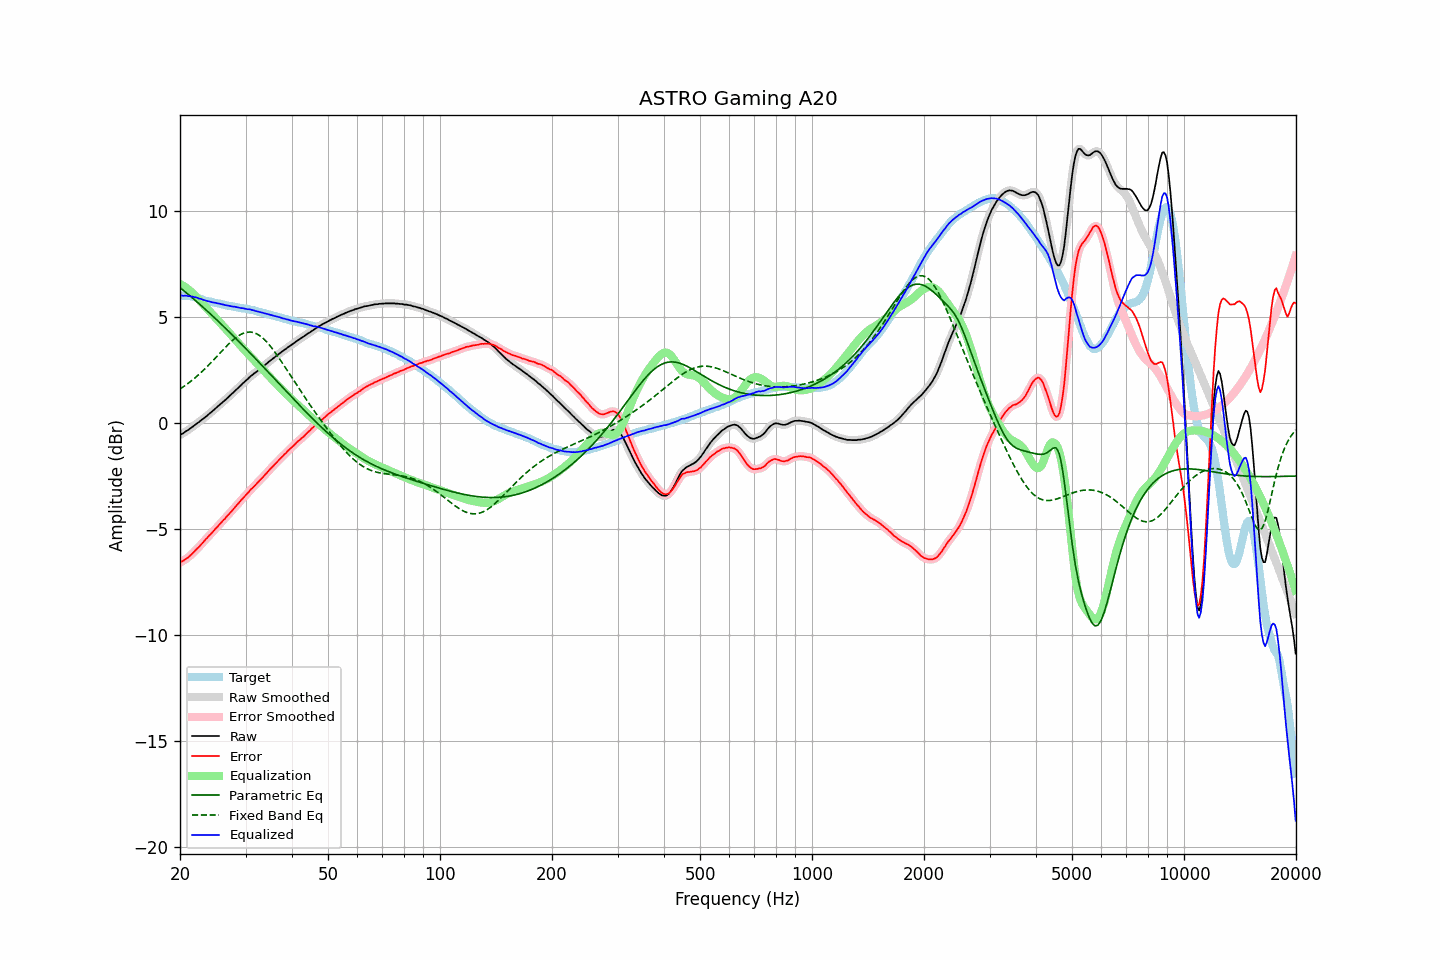 ASTRO Gaming A20
Amplitude (dBr)
10
5
0
−5
−10
−15
−20
Target
Raw Smoothed
Error Smoothed
Raw
Error
Equalization
Parametric Eq
Fixed Band Eq
Equalized
20 50 100 200 500 1000 2000 5000 10000 20000
Frequency (Hz)